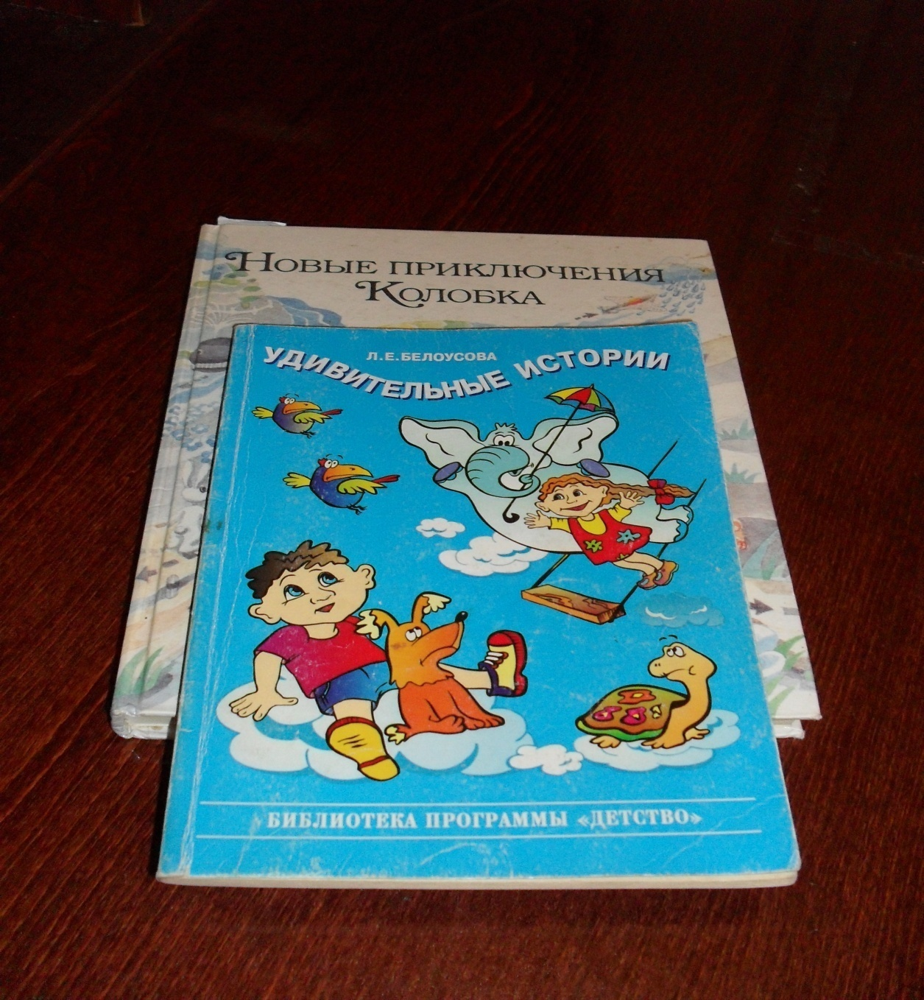 Новые приключения
Колобка
Л.Е.БЕЛОУСОВА
УДИВИТЕЛЬНЫЕ ИСТОРИИ
БИБЛИОТЕКА ПРОГРАММЫ «ДЕТСТВО»